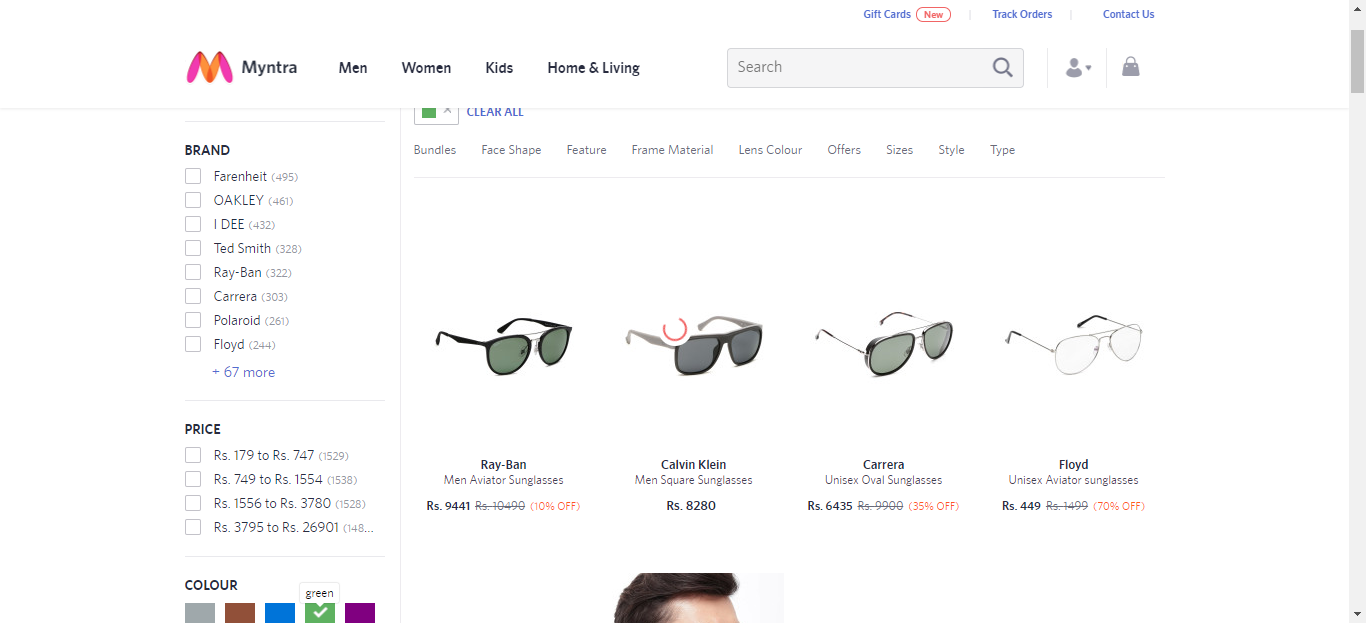 Gift Cards New Track Orders Contact Us
Myntra Men Women Kids Home & Living Search
CLEAR ALL
Bundles Face Shape Feature Frame Material Lens Colour Offers Sizes Style Type
BRAND
Farenheit (495)
OAKLEY (461)
I DEE (432)
Ted Smith (328)
Ray-Ban (322)
Carrera (303)
Polaroid (261)
Floyd (244)
+ 67 more
PRICE
Rs. 179 to Rs. 747 (1529)
Rs. 749 to Rs. 1554 (1538)
Rs. 1556 to Rs. 3780 (1528)
Rs. 3795 to Rs. 26901 (148...
COLOUR
green
Ray-Ban
Men Aviator Sunglasses
Rs. 9441 Rs. 10490 (10% OFF)
Calvin Klein
Men Square Sunglasses
Rs. 8280
Carrera
Unisex Oval Sunglasses
Rs. 6435 Rs. 9900 (35% OFF)
Floyd
Unisex Aviator sunglasses
Rs. 449 Rs. 1499 (70% OFF)